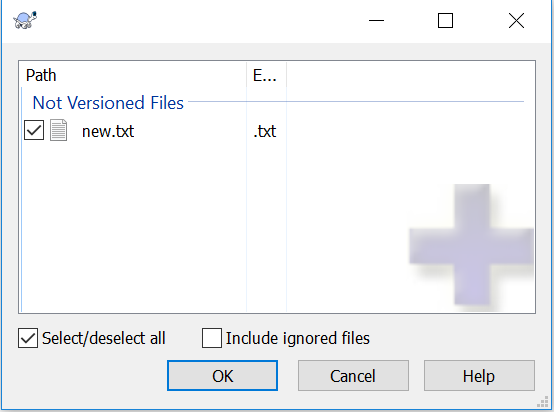 Path E...
Not Versioned Files
new.txt .txt
Select/deselect all Include ignored files
OK Cancel Help